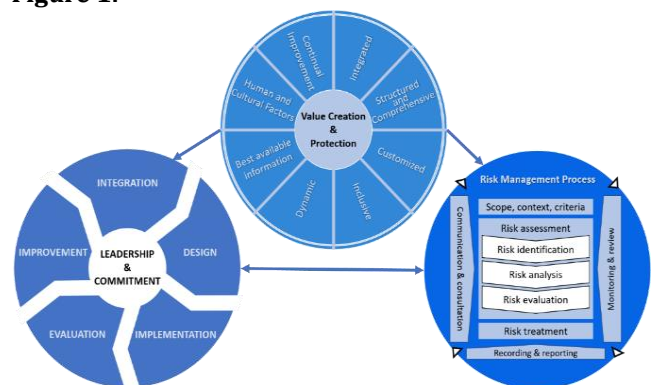 Figure 1.
Continual
Improvement
Integrated
Human and
Cultural Factors
Structured
and
Comprehensive
Value Creation
&
Protection
Best available
information
Customized
Dynamic
Inclusive
INTEGRATION
IMPROVEMENT
LEADERSHIP
&
COMMITMENT
DESIGN
EVALUATION
IMPLEMENTATION
Risk Management Process
Scope, context, criteria
Communication & consultation
Risk assessment
Risk identification
Risk analysis
Risk evaluation
Monitoring & review
Risk treatment
Recording & reporting